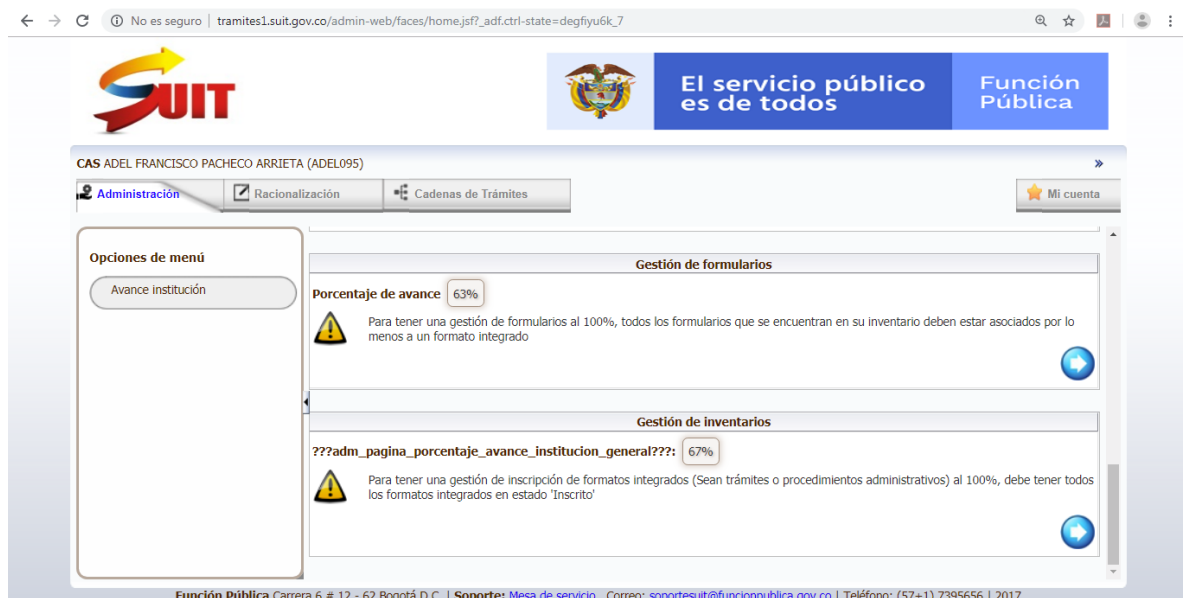 No es seguro | tramites1.suit.gov.co/admin-web/faces/home.jsf?_adf.ctrl-state=degfiyu6k_7
SUIT
El servicio público
es de todos
Función
Pública
CAS ADEL FRANCISCO PACHECO ARRIETA (ADEL095)
»
Administración
Racionalización
Cadenas de Trámites
Mi cuenta
Opciones de menú
Avance institución
Gestión de formularios
Porcentaje de avance 63%
Para tener una gestión de formularios al 100%, todos los formularios que se encuentran en su inventario deben estar asociados por lo
menos a un formato integrado
Gestión de inventarios
???adm_pagina_porcentaje_avance_institucion_general???: 67%
Para tener una gestión de inscripción de formatos integrados (Sean trámites o procedimientos administrativos) al 100%, debe tener todos
los formatos integrados en estado 'Inscrito'
Función Pública Carrera 6 # 12 - 62 Bogotá D.C. | Soporte: Mesa de servicio . Correo: soportesuit@funcionpublica.gov.co | Teléfono: (57+1) 7395656 | 2017